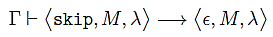 Γ ⊢ ⟨skip, M, λ⟩ ⟶ ⟨ϵ, M, λ⟩